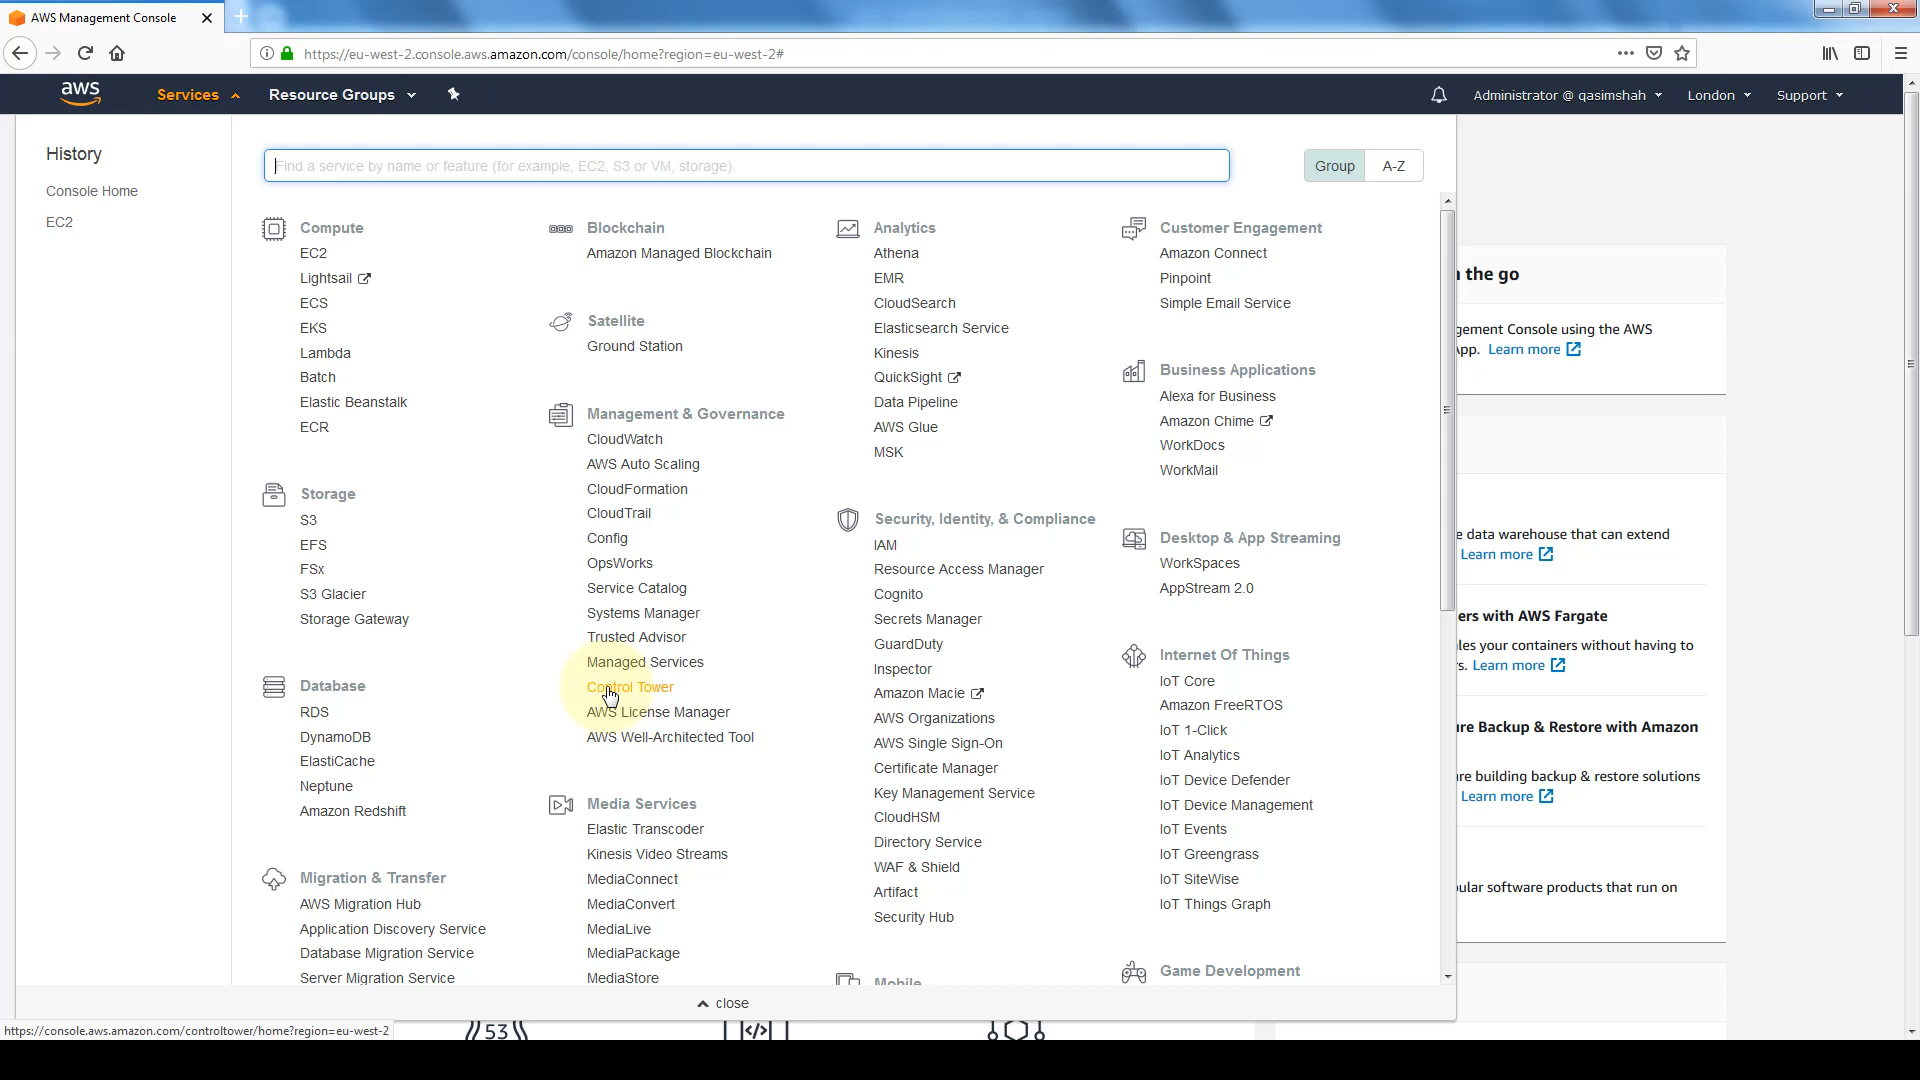 AWS Management Console
https://eu-west-2.console.aws.amazon.com/console/home?region=eu-west-2#
aws
Services
Resource Groups
Administrator @ qasimshah
London
Support
History
Console Home
EC2
Find a service by name or feature (for example, EC2, S3 or VM, storage).
Group
A-Z
Compute
EC2
Lightsail
ECS
EKS
Lambda
Batch
Elastic Beanstalk
ECR
Storage
S3
EFS
FSx
S3 Glacier
Storage Gateway
Database
RDS
DynamoDB
ElastiCache
Neptune
Amazon Redshift
Migration & Transfer
AWS Migration Hub
Application Discovery Service
Database Migration Service
Server Migration Service
Blockchain
Amazon Managed Blockchain
Satellite
Ground Station
Management & Governance
CloudWatch
AWS Auto Scaling
CloudFormation
CloudTrail
Config
OpsWorks
Service Catalog
Systems Manager
Trusted Advisor
Managed Services
Control Tower
AWS License Manager
AWS Well-Architected Tool
Media Services
Elastic Transcoder
Kinesis Video Streams
MediaConnect
MediaConvert
MediaLive
MediaPackage
MediaStore
Analytics
Athena
EMR
CloudSearch
Elasticsearch Service
Kinesis
QuickSight
Data Pipeline
AWS Glue
MSK
Security, Identity, & Compliance
IAM
Resource Access Manager
Cognito
Secrets Manager
GuardDuty
Inspector
Amazon Macie
AWS Organizations
AWS Single Sign-On
Certificate Manager
Key Management Service
CloudHSM
Directory Service
WAF & Shield
Artifact
Security Hub
Mobile
Customer Engagement
Amazon Connect
Pinpoint
Simple Email Service
Business Applications
Alexa for Business
Amazon Chime
WorkDocs
WorkMail
Desktop & App Streaming
WorkSpaces
AppStream 2.0
Internet Of Things
IoT Core
Amazon FreeRTOS
IoT 1-Click
IoT Analytics
IoT Device Defender
IoT Device Management
IoT Events
IoT Greengrass
IoT SiteWise
IoT Things Graph
Game Development
the go
gement Console using the AWS
App. Learn more
e data warehouse that can extend
Learn more
ers with AWS Fargate
les your containers without having to
s. Learn more
re Backup & Restore with Amazon
re building backup & restore solutions
Learn more
ular software products that run on
close
https://console.aws.amazon.com/controltower/home?region=eu-west-2
53